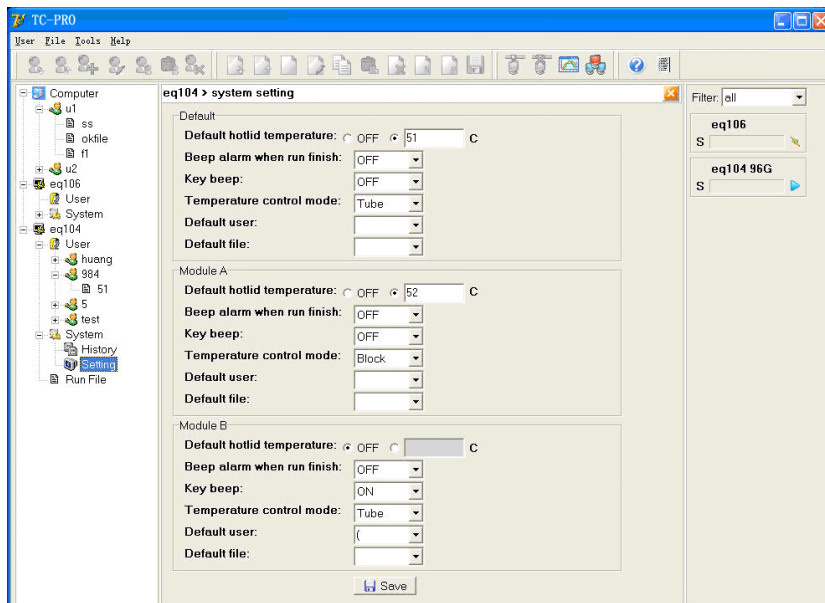 TC-PRO
User File Tools Help
Computer
u1
ss
okfile
f1
u2
eq106
User
System
eq104
User
huang
984
51
5
test
System
History
Setting
Run File
eq104 > system setting
Default
Default hotlid temperature: OFF 51 C
Beep alarm when run finish: OFF
Key beep: OFF
Temperature control mode: Tube
Default user:
Default file:
Module A
Default hotlid temperature: OFF 52 C
Beep alarm when run finish: OFF
Key beep: OFF
Temperature control mode: Block
Default user:
Default file:
Module B
Default hotlid temperature: OFF C
Beep alarm when run finish: OFF
Key beep: ON
Temperature control mode: Tube
Default user: (
Default file:
Save
Filter: all
eq106
S
eq104 96G
S